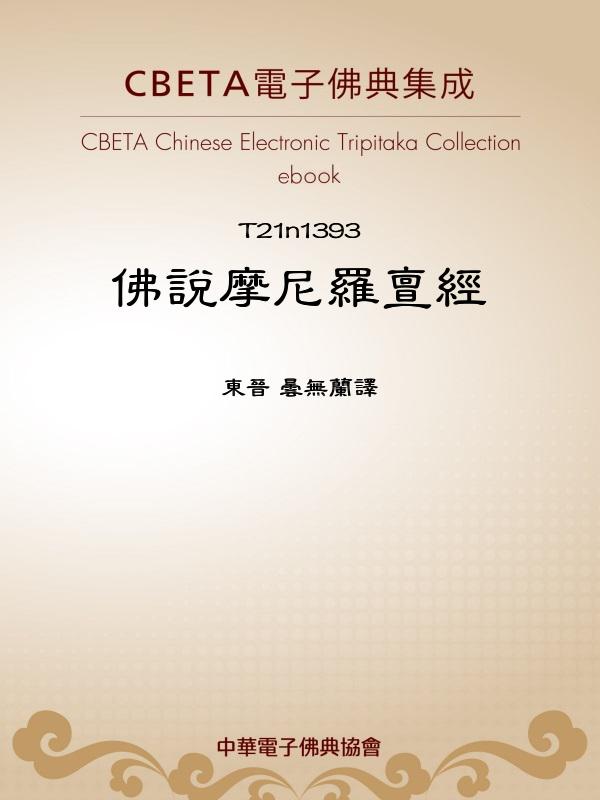 CBETA電子佛典集成
CBETA Chinese Electronic Tripitaka Collection
ebook
T21n1393
佛說摩尼羅亶經
東晉 曇無蘭譯
中華電子佛典協會